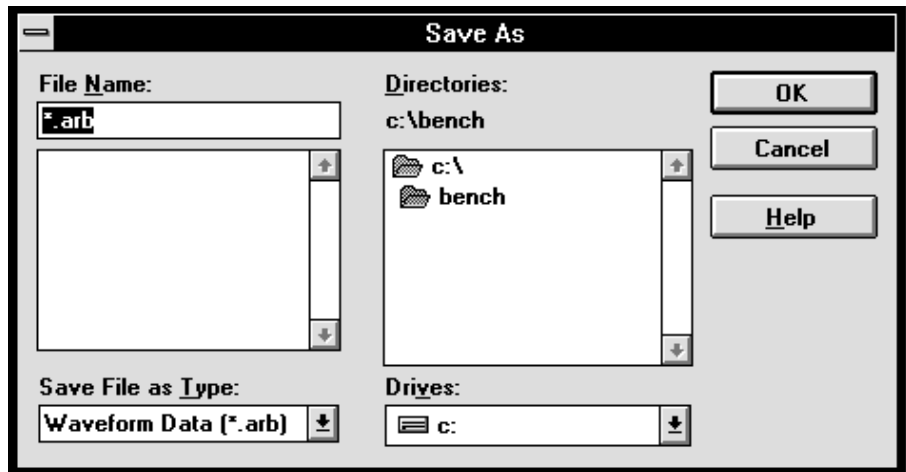 Save As
File Name:
*.arb
Directories:
c:\bench
c:\
bench
OK
Cancel
Help
Save File as Type:
Waveform Data (*.arb)
Drives:
c: